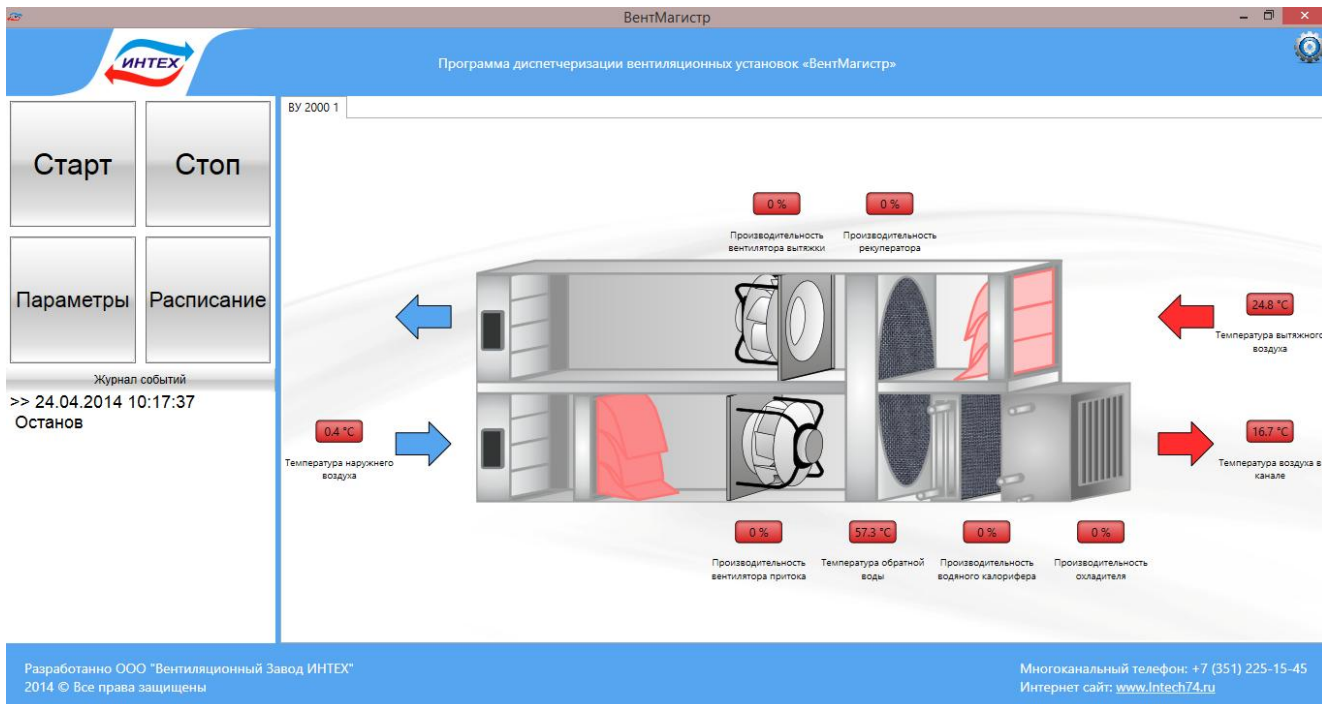 ВентМагистр
ИНТЕХ
Программа диспетчеризации вентиляционных установок «ВентМагистр»
Старт
Стоп
Параметры
Расписание
Журнал событий
>> 24.04.2014 10:17:37
Останов
ВУ 2000 1
0 %
0 %
Производительность
вентилятора вытяжки
Производительность
рекуператора
24.8 °C
Температура вытяжного
воздуха
0.4 °C
Температура наружнего
воздуха
16.7 °C
Температура воздуха в
канале
0 %
57.3 °C
0 %
0 %
Производительность
вентилятора притока
Температура обратной
воды
Производительность
водяного калорифера
Производительность
охладителя
Разработанно ООО "Вентиляционный Завод ИНТЕХ"
2014 © Все права защищены
Многоканальный телефон: +7 (351) 225-15-45
Интернет сайт: www.Intech74.ru